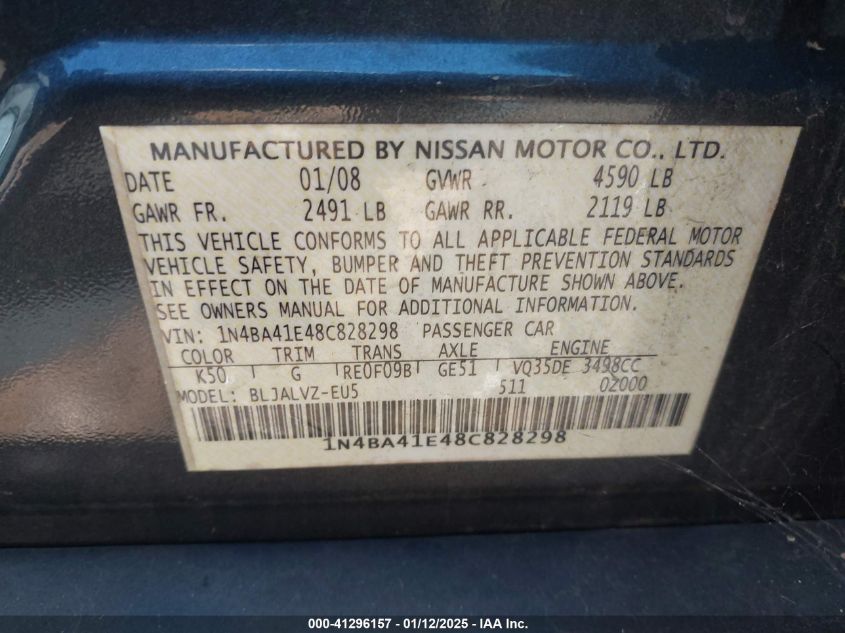 MANUFACTURED BY NISSAN MOTOR CO., LTD.
DATE 01/08 GVWR 4590 LB
GAWR FR. 2491 LB GAWR RR. 2119 LB
THIS VEHICLE CONFORMS TO ALL APPLICABLE FEDERAL MOTOR
VEHICLE SAFETY, BUMPER AND THEFT PREVENTION STANDARDS
IN EFFECT ON THE DATE OF MANUFACTURE SHOWN ABOVE.
SEE OWNERS MANUAL FOR ADDITIONAL INFORMATION.
VIN: 1N4BA41E48C828298 PASSENGER CAR
COLOR TRIM TRANS AXLE ENGINE
K50 G RE0F09B GE51 VQ35DE 3498CC
MODEL: BLJALVZ-EU5 511 0Z000
1N4BA41E48C828298
000-41296157 - 01/12/2025 - IAA Inc.